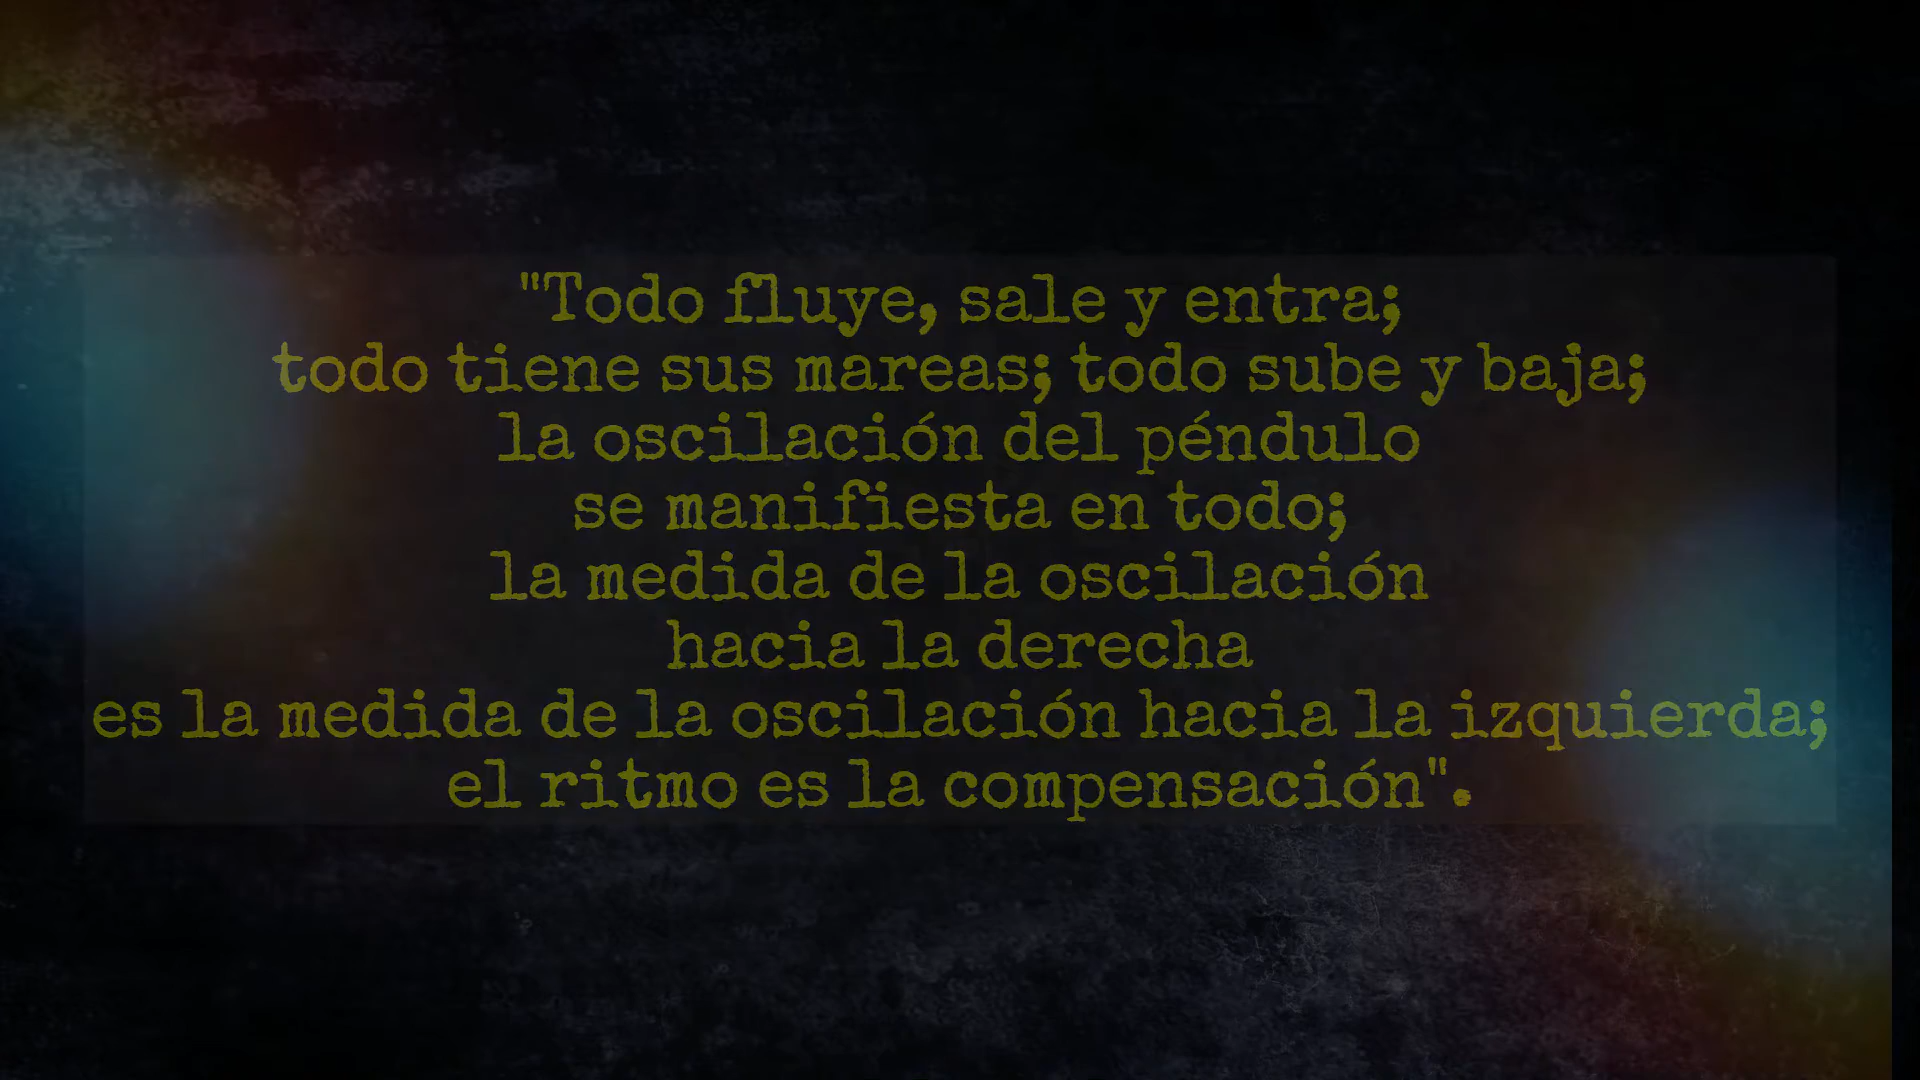 "Todo fluye, sale y entra;
todo tiene sus mareas; todo sube y baja;
la oscilación del péndulo
se manifiesta en todo;
la medida de la oscilación
hacia la derecha
es la medida de la oscilación hacia la izquierda;
el ritmo es la compensación".